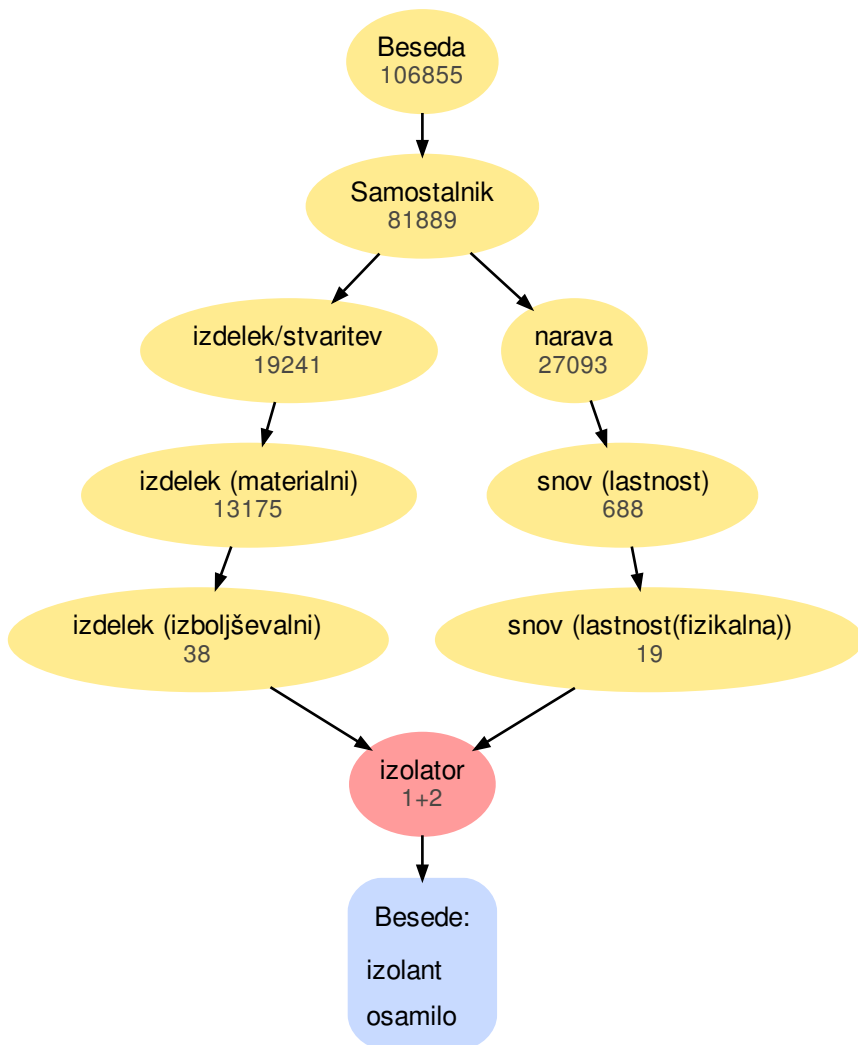 Beseda
106855
Samostalnik
81889
izdelek/stvaritev
19241
narava
27093
izdelek (materialni)
13175
snov (lastnost)
688
izdelek (izboljševalni)
38
snov (lastnost(fizikalna))
19
izolator
1+2
Besede:
izolant
osamilo